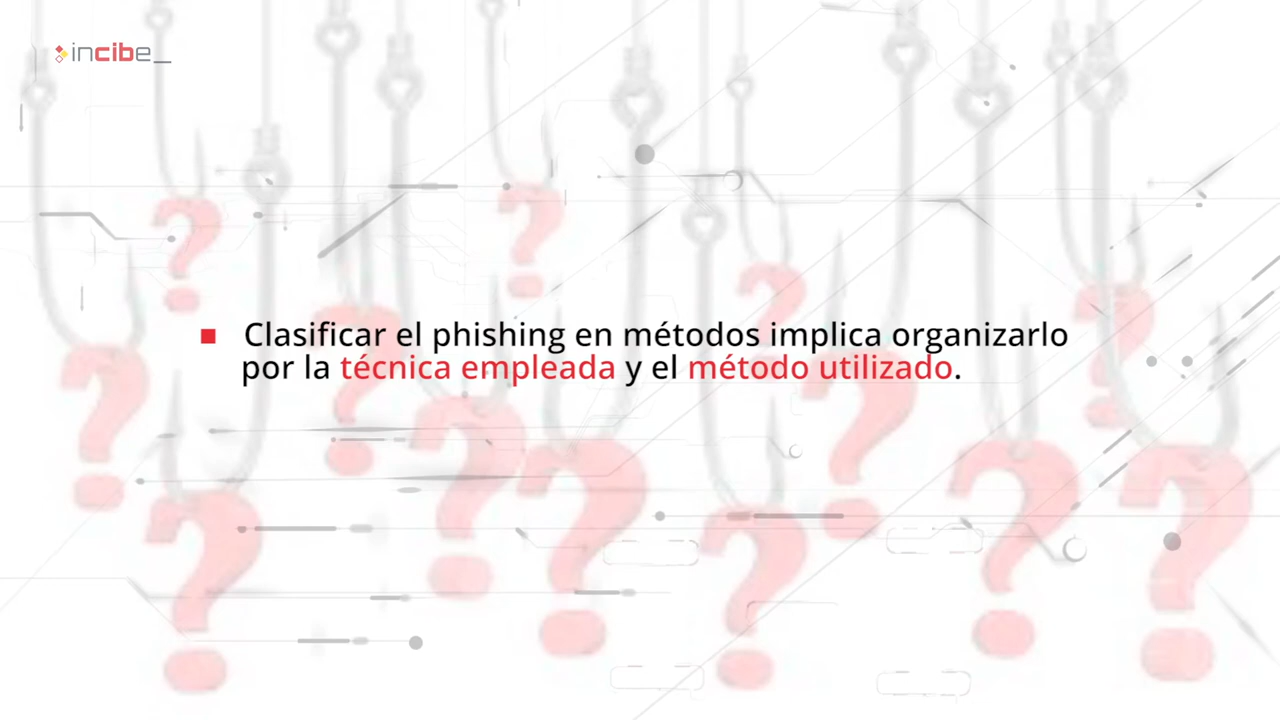 incibe_
Clasificar el phishing en métodos implica organizarlo
por la técnica empleada y el método utilizado.